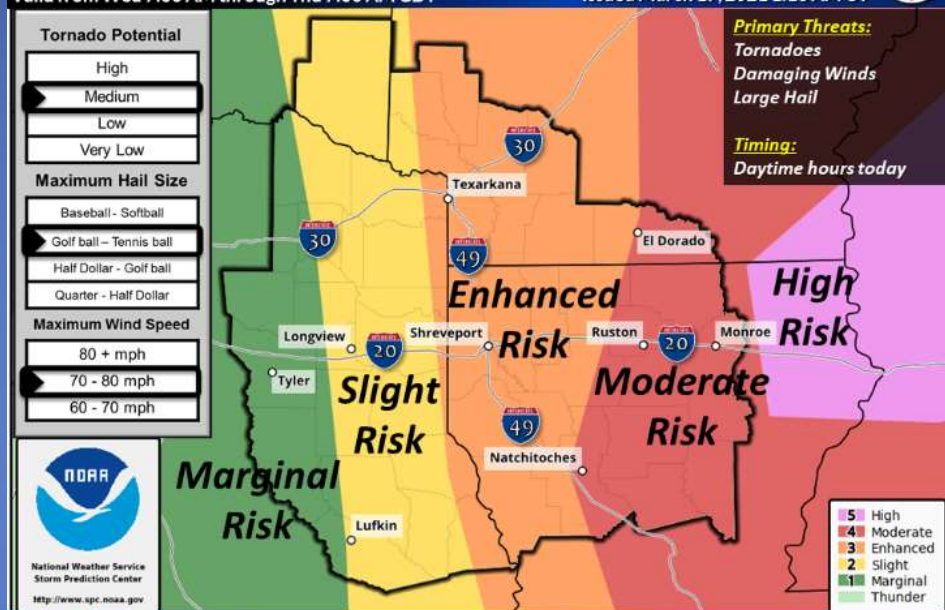 Tornado Potential
High
Medium
Low
Very Low
Maximum Hail Size
Baseball - Softball
Golf ball – Tennis ball
Half Dollar - Golf ball
Quarter - Half Dollar
Maximum Wind Speed
80 + mph
70 - 80 mph
60 - 70 mph
NOAA
National Weather Service
Storm Prediction Center
http://www.spc.noaa.gov
Primary Threats:
Tornadoes
Damaging Winds
Large Hail
Timing:
Daytime hours today
30
Texarkana
30
49
El Dorado
Enhanced
Risk
High
Risk
Longview
20
Shreveport
Ruston
20
Monroe
Tyler
Slight
Risk
Moderate
Risk
49
Natchitoches
Marginal
Risk
Lufkin
5 High
4 Moderate
3 Enhanced
2 Slight
1 Marginal
Thunder